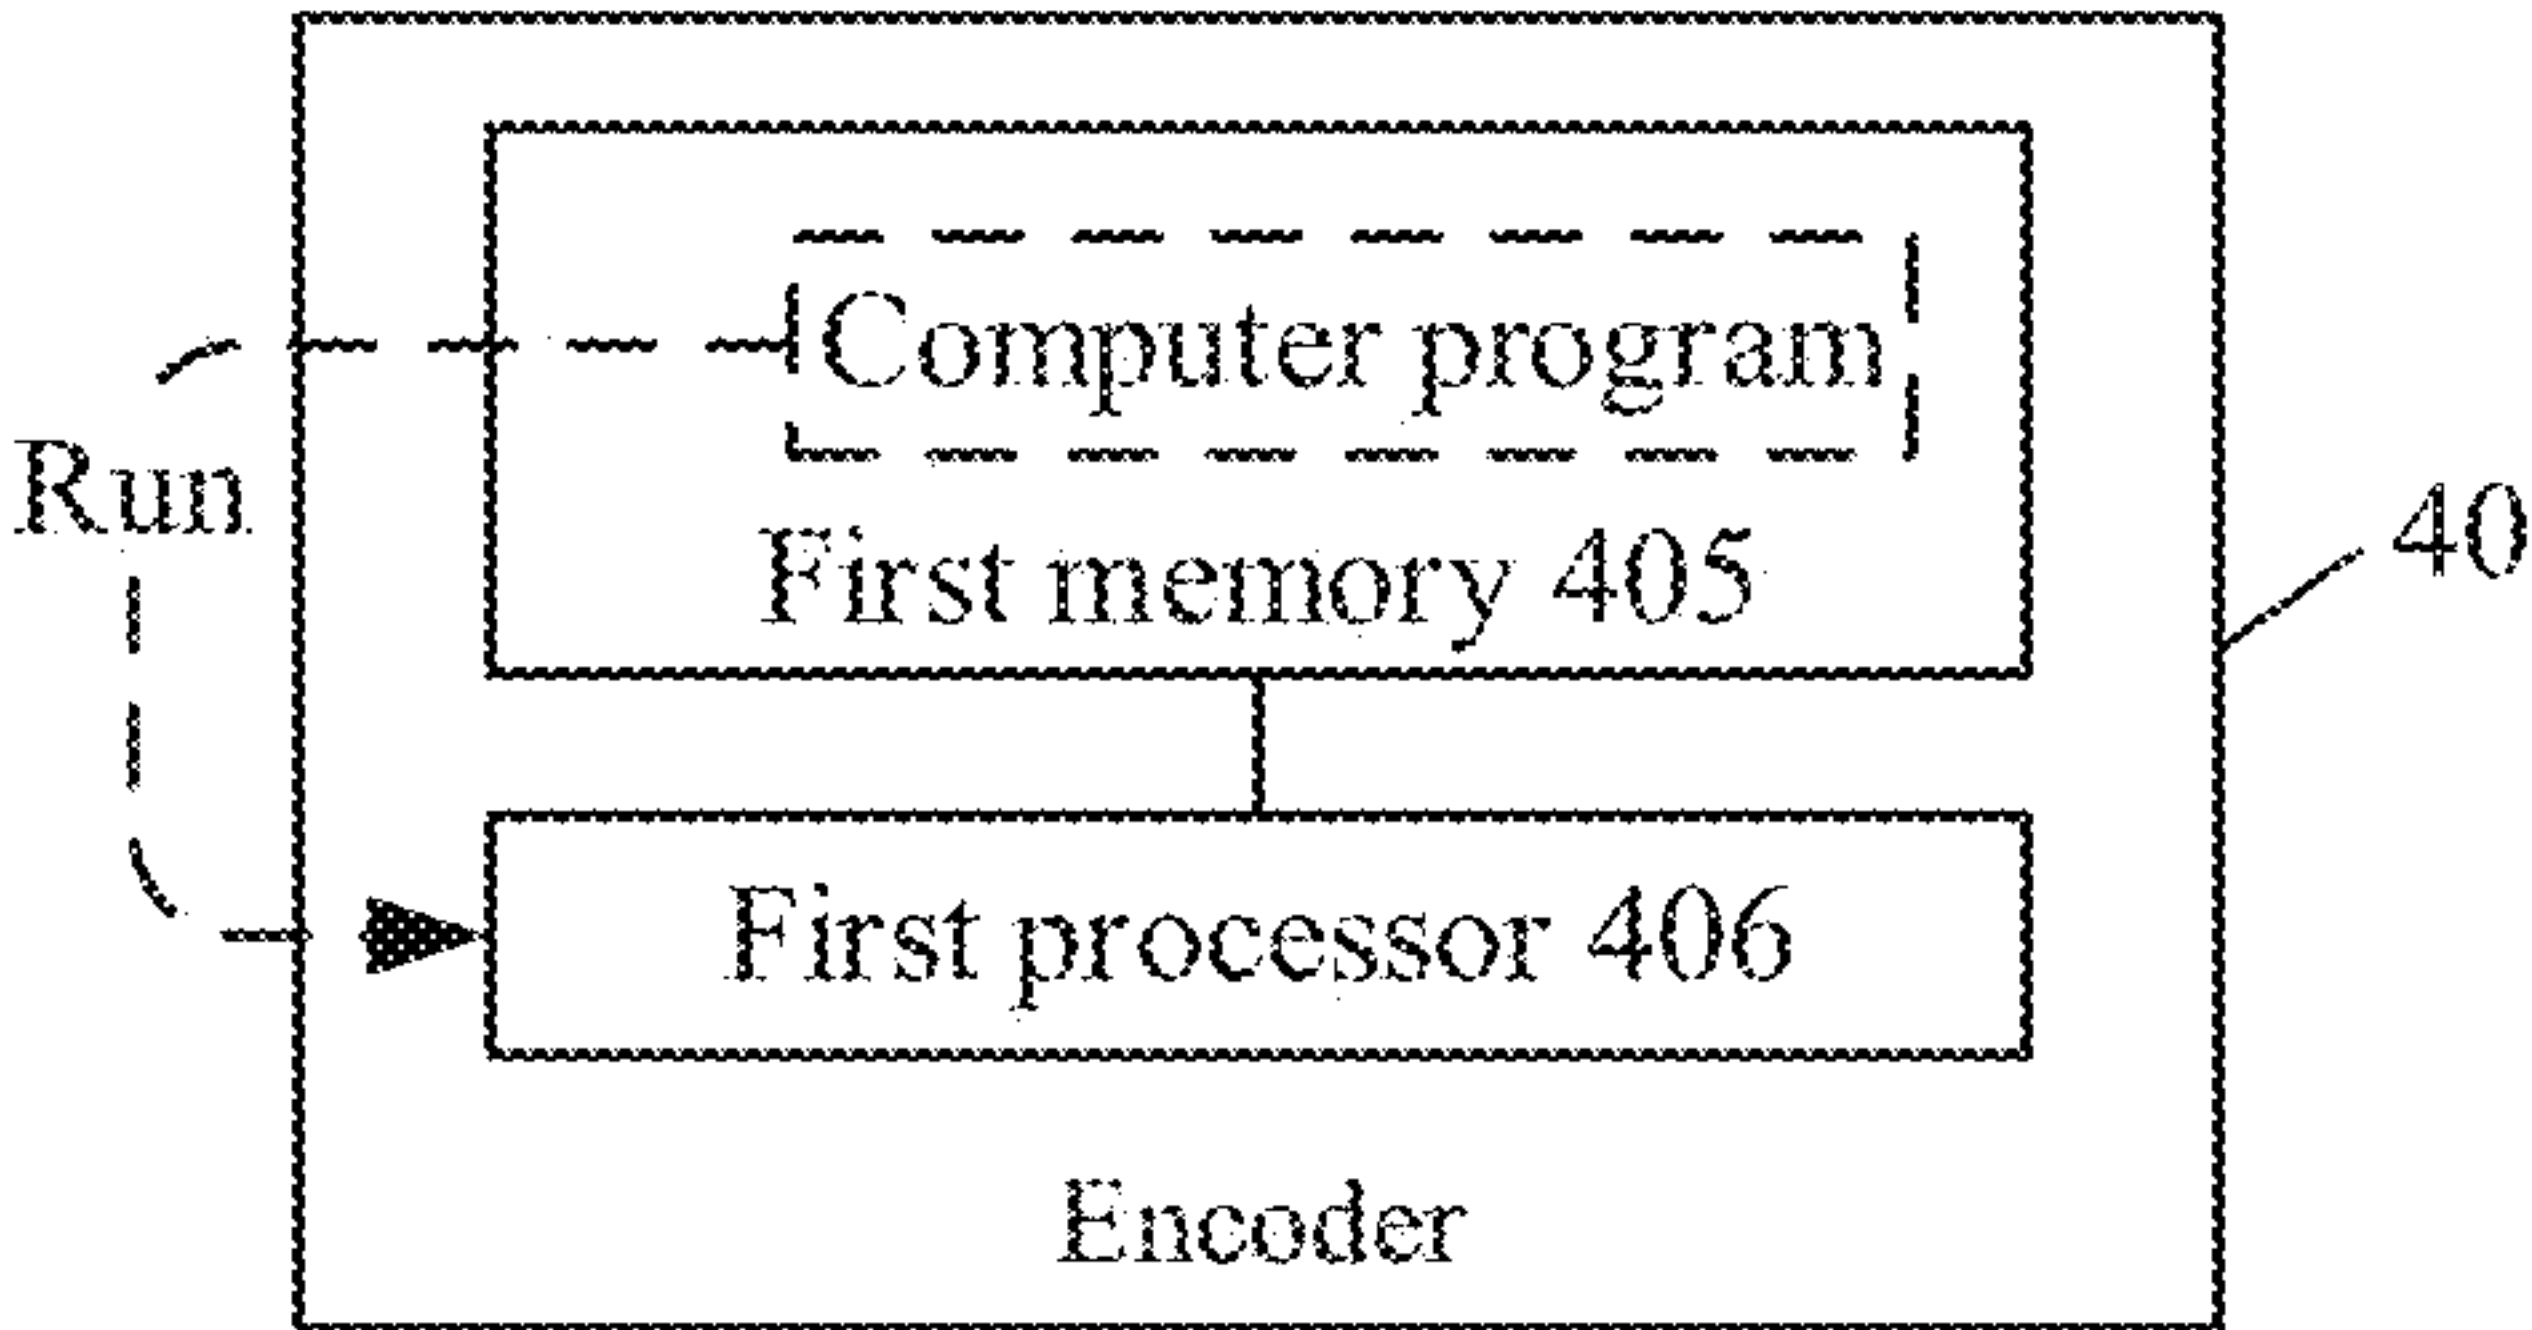 Computer program
Run
First memory 405
40
First processor 406
Encoder